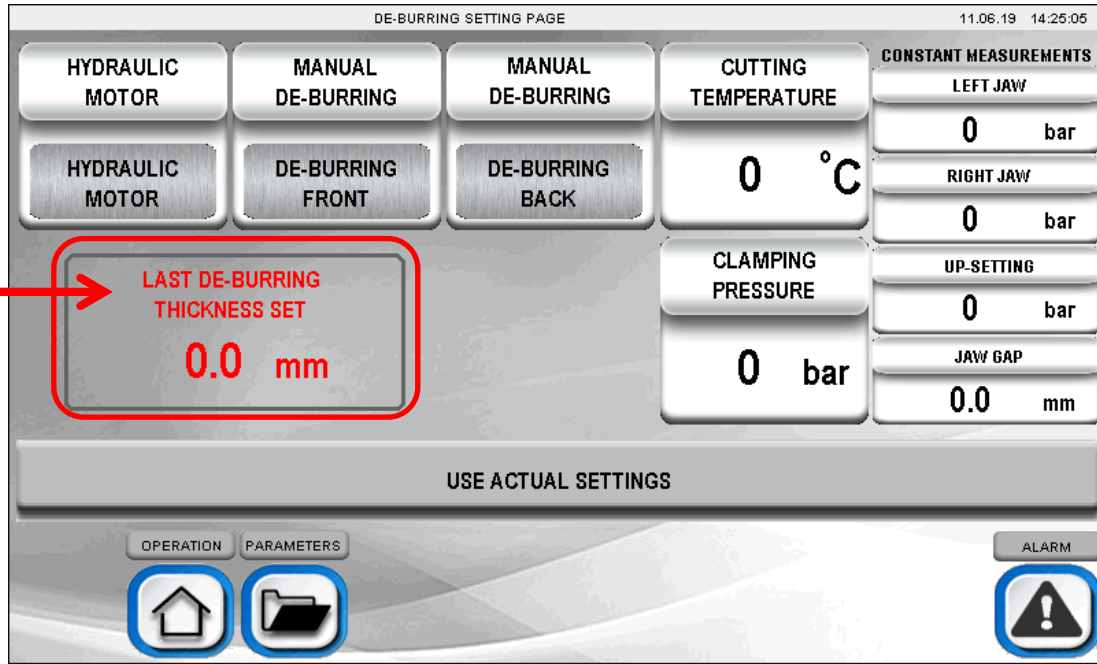 DE-BURRING SETTING PAGE
11.06.19 14:25:05
HYDRAULIC
MOTOR
MANUAL
DE-BURRING
MANUAL
DE-BURRING
CUTTING
TEMPERATURE
CONSTANT MEASUREMENTS
LEFT JAW
0 bar
HYDRAULIC
MOTOR
DE-BURRING
FRONT
DE-BURRING
BACK
0 °C
RIGHT JAW
0 bar
LAST DE-BURRING
THICKNESS SET
0.0 mm
CLAMPING
PRESSURE
0 bar
UP-SETTING
0 bar
JAW GAP
0.0 mm
USE ACTUAL SETTINGS
OPERATION
PARAMETERS
ALARM